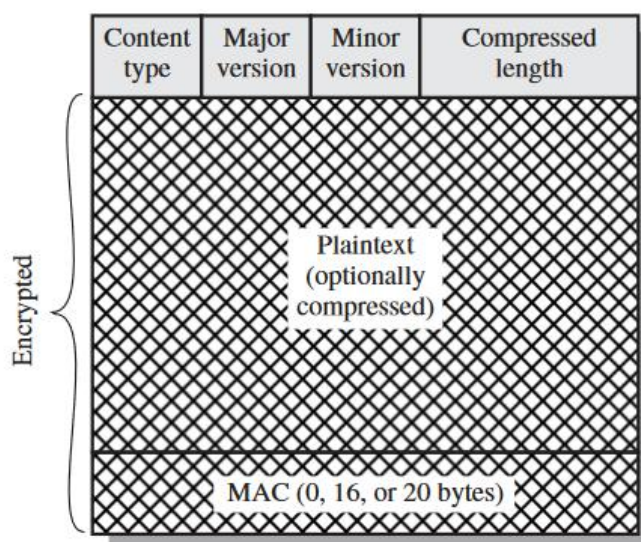 Content
type
Major
version
Minor
version
Compressed
length
Encrypted
Plaintext
(optionally
compressed)
MAC (0, 16, or 20 bytes)